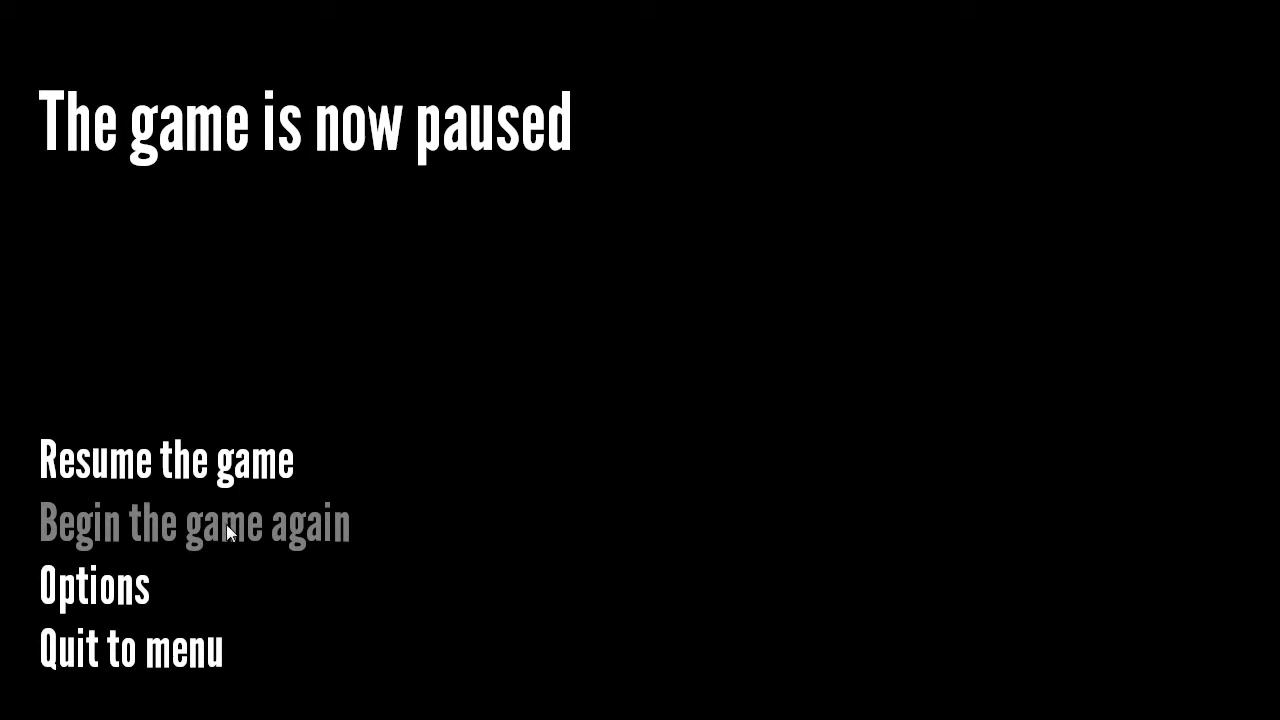 The game is now paused
Resume the game
Begin the game again
Options
Quit to menu